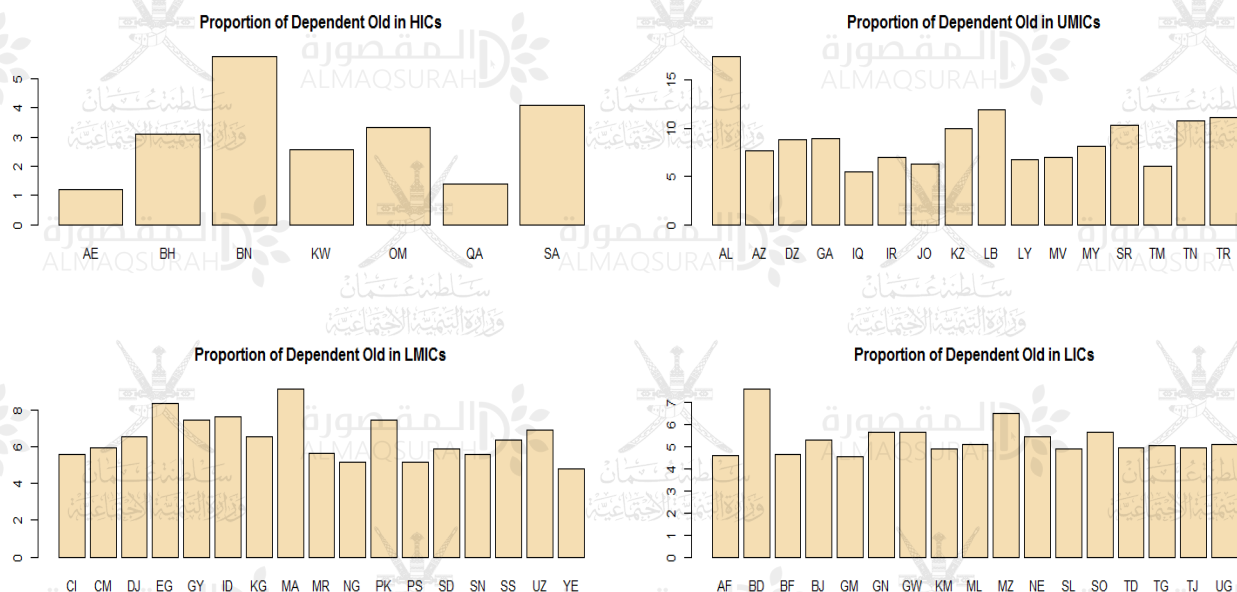 Proportion of Dependent Old in HICs
5
4
3
2
1
0
AE BH BN KW OM QA SA
Proportion of Dependent Old in UMICs
15
10
5
0
AL AZ DZ GA IQ IR JO KZ LB LY MV MY SR TM TN TR
Proportion of Dependent Old in LMICs
8
6
4
2
0
CI CM DJ EG GY ID KG MA MR NG PK PS SD SN SS UZ YE
Proportion of Dependent Old in LICs
7
6
5
4
3
2
1
0
AF BD BF BJ GM GN GW KM ML MZ NE SL SO TD TG TJ UG
المقصورة
ALMAQSURAH
سلطنة عمان
وزارة التنمية الاجتماعية